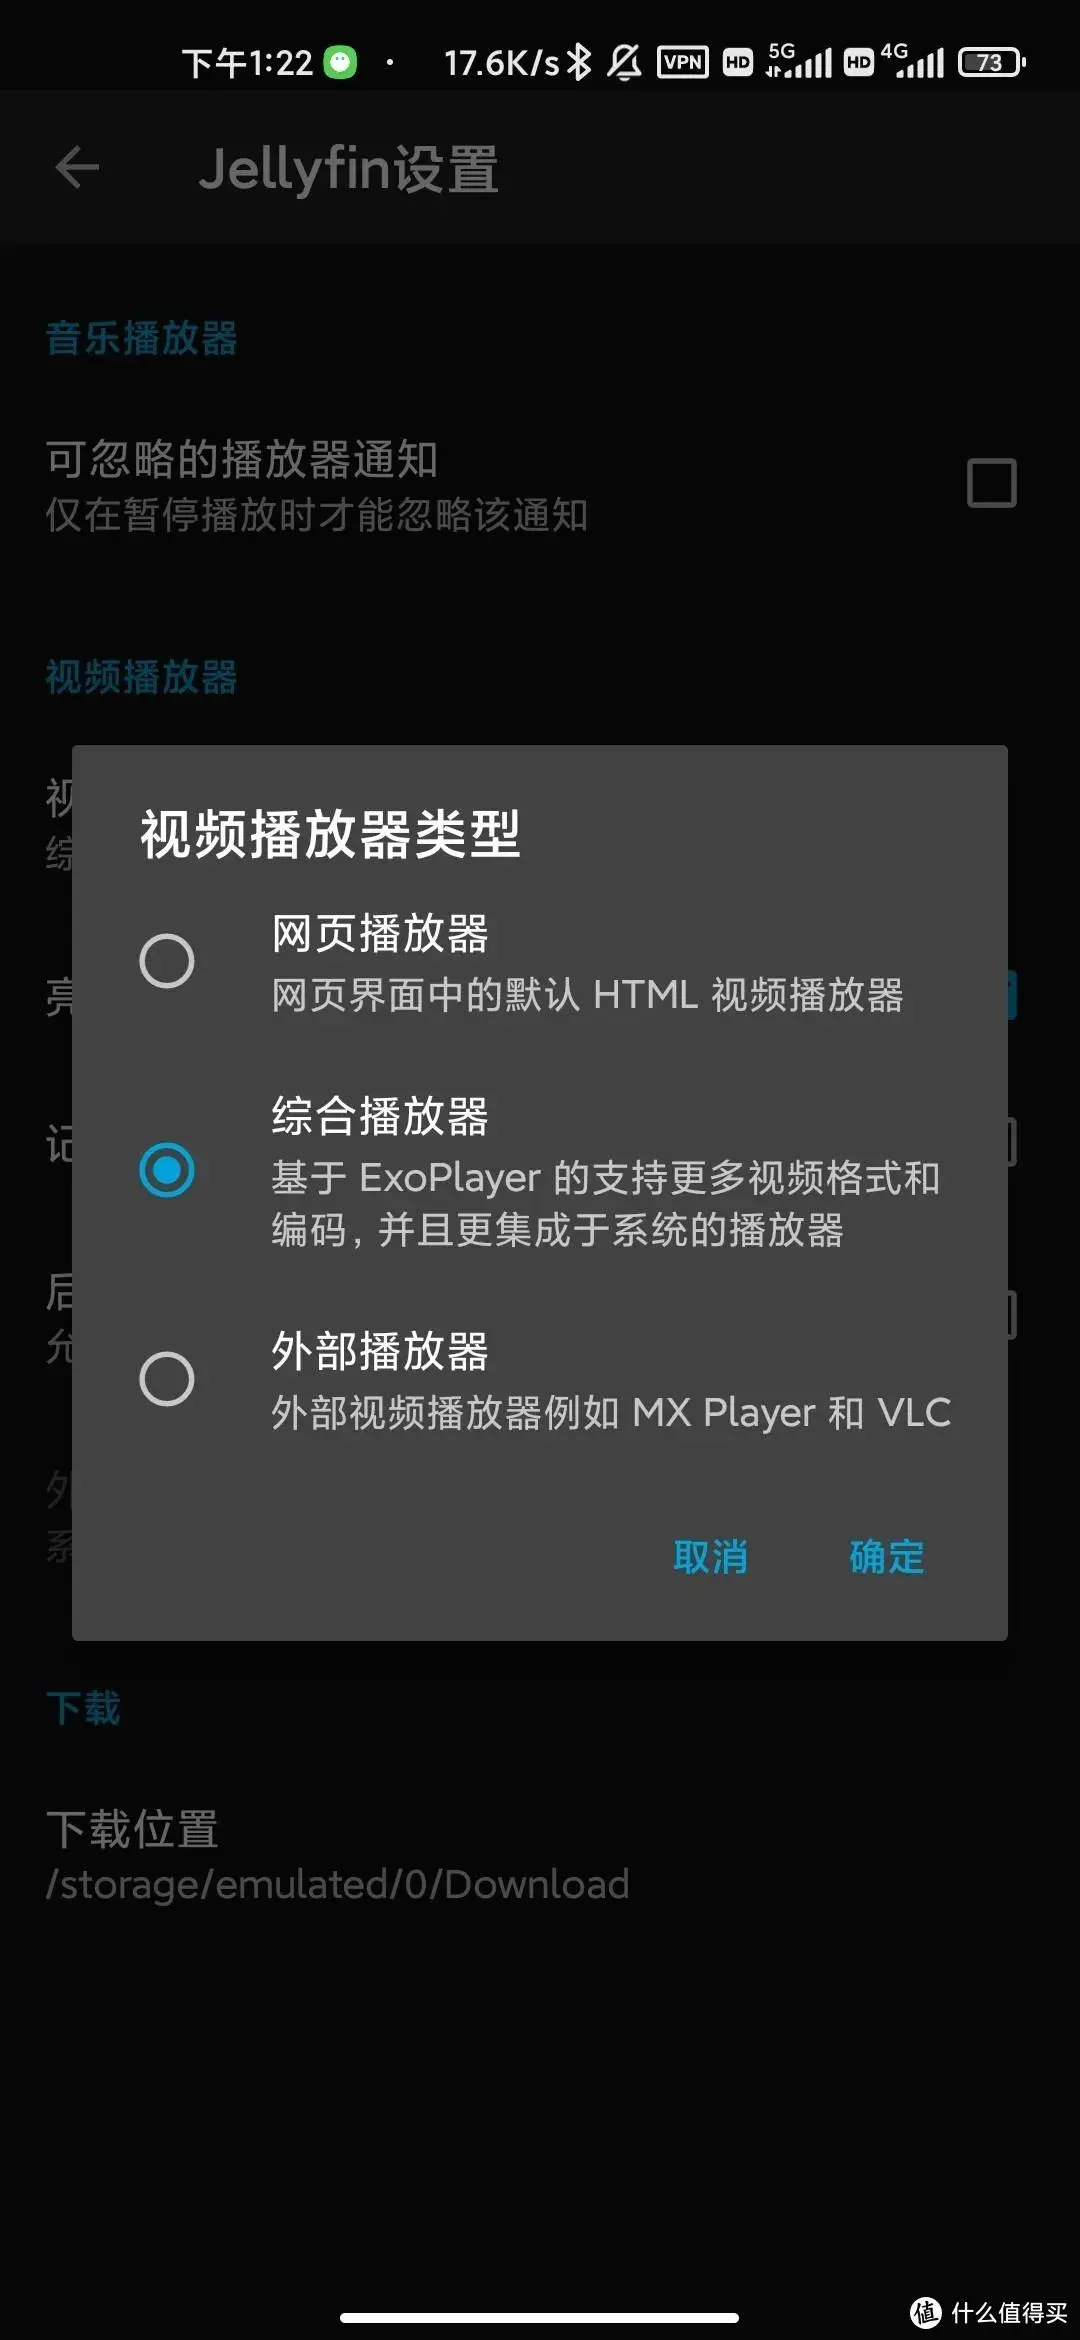 下午1:22 · 17.6K/s VPN HD 5G HD 4G 73
Jellyfin设置
音乐播放器
可忽略的播放器通知
仅在暂停播放时才能忽略该通知
视频播放器
视频播放器类型
网页播放器
网页界面中的默认 HTML 视频播放器
综合播放器
基于 ExoPlayer 的支持更多视频格式和
编码，并且更集成于系统的播放器
外部播放器
外部视频播放器例如 MX Player 和 VLC
取消 确定
下载
下载位置
/storage/emulated/0/Download
值 什么值得买